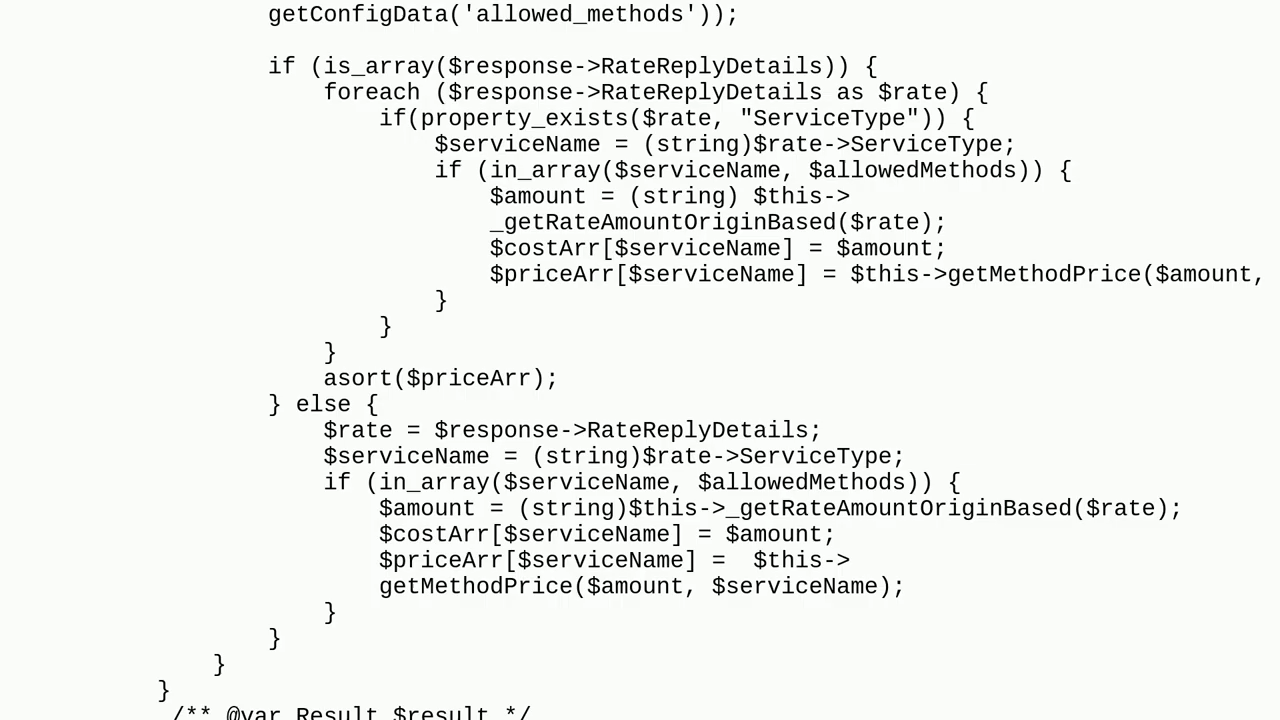 getConfigData('allowed_methods'));
if (is_array($response->RateReplyDetails)) {
foreach ($response->RateReplyDetails as $rate) {
if(property_exists($rate, "ServiceType")) {
$serviceName = (string)$rate->ServiceType;
if (in_array($serviceName, $allowedMethods)) {
$amount = (string) $this->
_getRateAmountOriginBased($rate);
$costArr[$serviceName] = $amount;
$priceArr[$serviceName] = $this->getMethodPrice($amount,
}
}
}
asort($priceArr);
} else {
$rate = $response->RateReplyDetails;
$serviceName = (string)$rate->ServiceType;
if (in_array($serviceName, $allowedMethods)) {
$amount = (string)$this->_getRateAmountOriginBased($rate);
$costArr[$serviceName] = $amount;
$priceArr[$serviceName] =  $this->
getMethodPrice($amount, $serviceName);
}
}
}
}
/** @var Result $result */